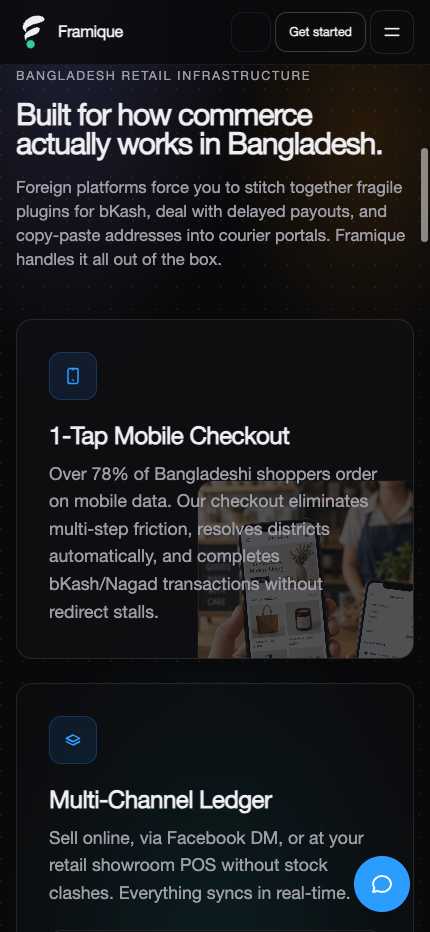 Framique
Get started
BANGLADESH RETAIL INFRASTRUCTURE
Built for how commerce
actually works in Bangladesh.
Foreign platforms force you to stitch together fragile
plugins for bKash, deal with delayed payouts, and
copy-paste addresses into courier portals. Framique
handles it all out of the box.
1-Tap Mobile Checkout
Over 78% of Bangladeshi shoppers order
on mobile data. Our checkout eliminates
multi-step friction, resolves districts
automatically, and completes
bKash/Nagad transactions without
redirect stalls.
Multi-Channel Ledger
Sell online, via Facebook DM, or at your
retail showroom POS without stock
clashes. Everything syncs in real-time.